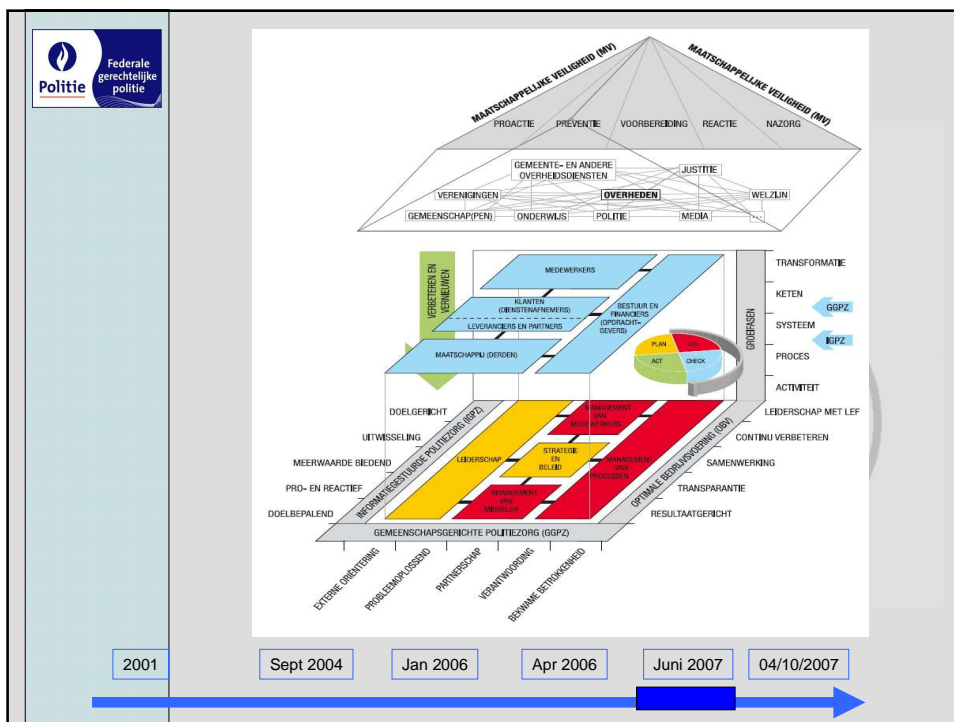 Politie
Federale
gerechtelijke
politie
MAATSCHAPPELIJKE VEILIGHEID (MV)
MAATSCHAPPELIJKE VEILIGHEID (MV)
PROACTIE
PREVENTIE
VOORBEREIDING
REACTIE
NAZORG
GEMEENTE- EN ANDERE
OVERHEIDSDIENSTEN
JUSTITIE
VERENIGINGEN
OVERHEDEN
WELZIJN
GEMEENSCHAP(PEN)
ONDERWIJS
POLITIE
MEDIA
...
VERBETEREN EN
VERNIEUWEN
MEDEWERKERS
KLANTEN
(DIENSTENAFNEMERS)
LEVERANCIERS EN PARTNERS
MAATSCHAPPIJ (DERDEN)
BESTUUR EN
FINANCIERS
(OPDRACHT-
GEVERS)
GROEIFASEN
TRANSFORMATIE
KETEN
SYSTEEM
PROCES
ACTIVITEIT
GGPZ
IGPZ
PLAN
DO
ACT
CHECK
DOELGERICHT
UITWISSELING
MEERWAARDE BIEDEND
PRO- EN REACTIEF
DOELBEPALEND
INFORMATIEGESTUURDE POLITIEZORG (IGPZ)
LEIDERSCHAP
MANAGEMENT
VAN
MEDEWERKERS
STRATEGIE
EN
BELEID
MANAGEMENT
VAN
MIDDELEN
MANAGEMENT
VAN
PROCESSEN
OPTIMALE BEDRIJFSVOERING (OBV)
LEIDERSCHAP MET LEF
CONTINU VERBETEREN
SAMENWERKING
TRANSPARANTIE
RESULTAATGERICHT
GEMEENSCHAPSGERICHTE POLITIEZORG (GGPZ)
EXTERNE ORIËNTERING
PROBLEEMOPLOSSEND
PARTNERSCHAP
VERANTWOORDING
BEKWAME BETROKKENHEID
2001
Sept 2004
Jan 2006
Apr 2006
Juni 2007
04/10/2007